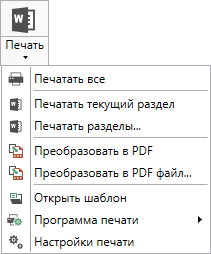 Печать
Печатать все
Печатать текущий раздел
Печатать разделы...
Преобразовать в PDF
Преобразовать в PDF файл...
Открыть шаблон
Программа печати
Настройки печати